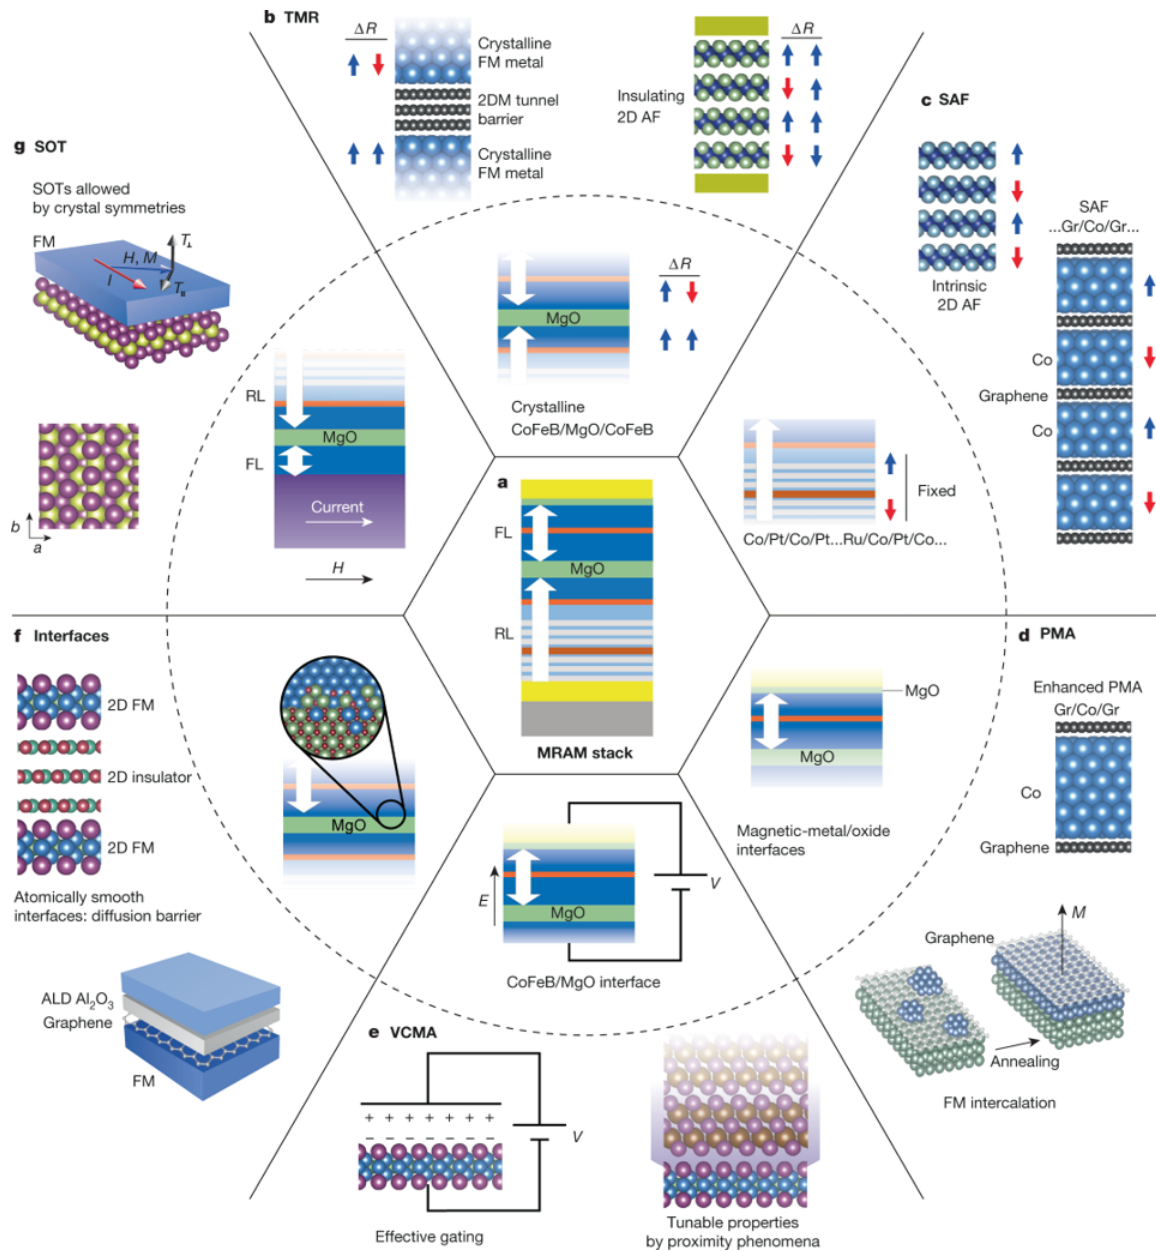 b TMR
ΔR
Crystalline
FM metal
2DM tunnel
barrier
Crystalline
FM metal
Insulating
2D AF
ΔR
ΔR
MgO
Crystalline
CoFeB/MgO/CoFeB
c SAF
Intrinsic
2D AF
SAF
...Gr/Co/Gr...
Co
Graphene
Co
Fixed
Co/Pt/Co/Pt...Ru/Co/Pt/Co...
g SOT
SOTs allowed
by crystal symmetries
FM
H, M
I
T⊥
T∥
b
a
RL
MgO
FL
Current
H
a
FL
MgO
RL
MRAM stack
f Interfaces
2D FM
2D insulator
2D FM
Atomically smooth
interfaces: diffusion barrier
MgO
ALD Al₂O₃
Graphene
FM
d PMA
MgO
MgO
Magnetic-metal/oxide
interfaces
Enhanced PMA
Gr/Co/Gr
Co
Graphene
Graphene
M
Annealing
FM intercalation
E
MgO
V
CoFeB/MgO interface
e VCMA
+ + + + + + +
– – – – – – –
V
Effective gating
Tunable properties
by proximity phenomena